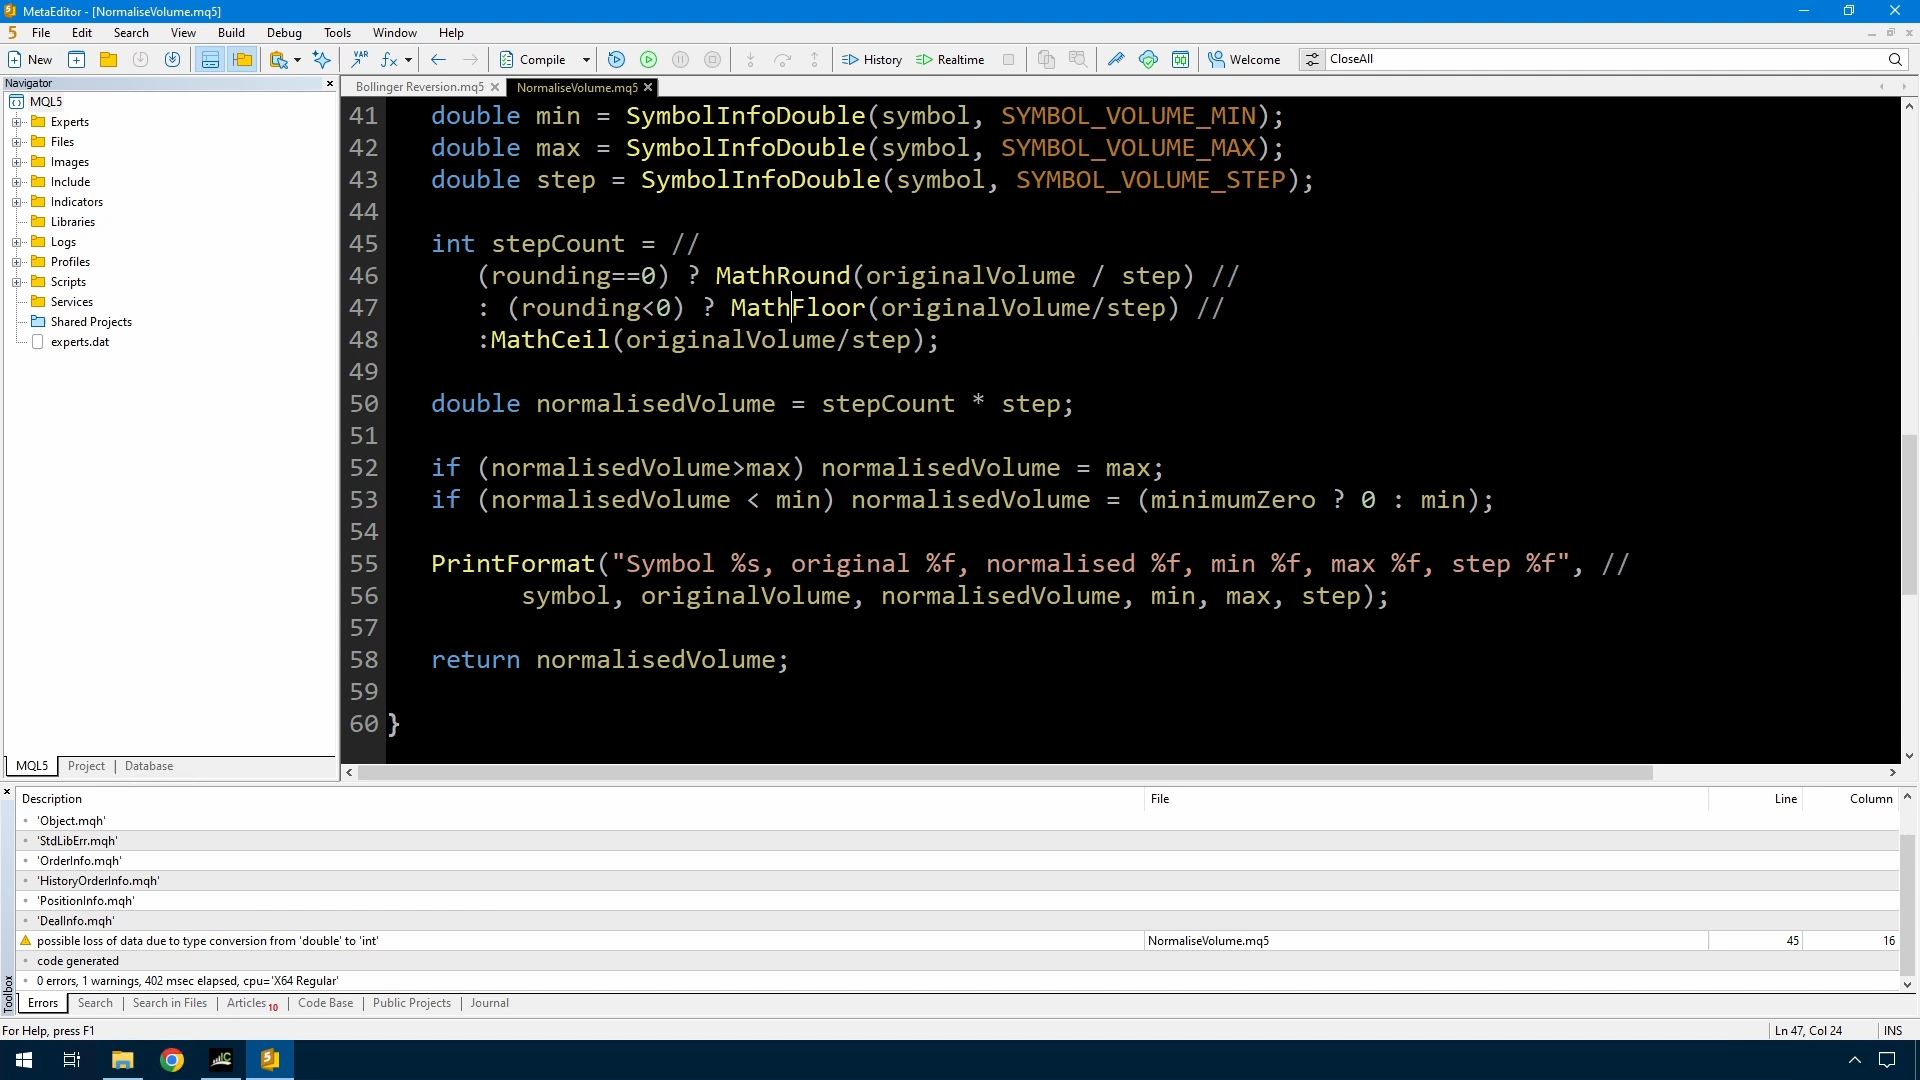 MetaEditor - [NormaliseVolume.mq5]
File Edit Search View Build Debug Tools Window Help
New Compile History Realtime Welcome CloseAll
Navigator
Bollinger Reversion.mq5 NormaliseVolume.mq5
MQL5
Experts
Files
Images
Include
Indicators
Libraries
Logs
Profiles
Scripts
Services
Shared Projects
experts.dat
MQL5 Project Database
41 double min = SymbolInfoDouble(symbol, SYMBOL_VOLUME_MIN);
42 double max = SymbolInfoDouble(symbol, SYMBOL_VOLUME_MAX);
43 double step = SymbolInfoDouble(symbol, SYMBOL_VOLUME_STEP);
44
45 int stepCount = //
46 (rounding==0) ? MathRound(originalVolume / step) //
47 : (rounding<0) ? MathFloor(originalVolume/step) //
48 :MathCeil(originalVolume/step);
49
50 double normalisedVolume = stepCount * step;
51
52 if (normalisedVolume>max) normalisedVolume = max;
53 if (normalisedVolume < min) normalisedVolume = (minimumZero ? 0 : min);
54
55 PrintFormat("Symbol %s, original %f, normalised %f, min %f, max %f, step %f", //
56 symbol, originalVolume, normalisedVolume, min, max, step);
57
58 return normalisedVolume;
59
60 }
Description File Line Column
'Object.mqh'
'StdLibErr.mqh'
'OrderInfo.mqh'
'HistoryOrderInfo.mqh'
'PositionInfo.mqh'
'DealInfo.mqh'
possible loss of data due to type conversion from 'double' to 'int' NormaliseVolume.mq5 45 16
code generated
0 errors, 1 warnings, 402 msec elapsed, cpu='X64 Regular'
Toolbox
Errors Search Search in Files Articles 10 Code Base Public Projects Journal
For Help, press F1 Ln 47, Col 24 INS